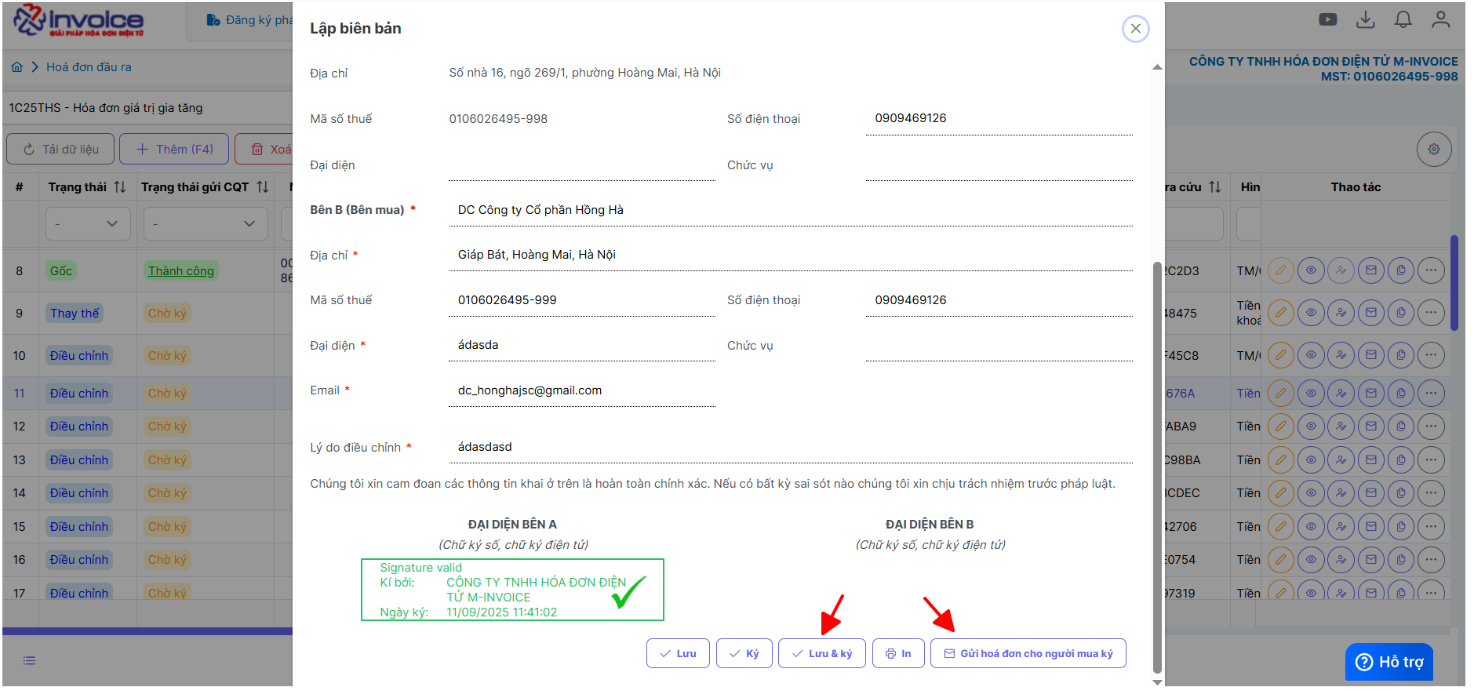 invoice
GIẢI PHÁP HÓA ĐƠN ĐIỆN TỬ
Đăng ký
Lập biên bản
Hoá đơn đầu ra
CÔNG TY TNHH HÓA ĐƠN ĐIỆN TỬ M-INVOICE
MST: 0106026495-998
Địa chỉ Số nhà 16, ngõ 269/1, phường Hoàng Mai, Hà Nội
1C25THS - Hóa đơn giá trị gia tăng
Mã số thuế 0106026495-998 Số điện thoại 0909469126
Tải dữ liệu Thêm (F4) Xoá
Đại diện Chức vụ
# Trạng thái Trạng thái gửi CQT
ra cứu Hìn Thao tác
Bên B (Bên mua) * DC Công ty Cổ phần Hồng Hà
- -
Địa chỉ * Giáp Bát, Hoàng Mai, Hà Nội
8 Gốc Thành công 2C2D3
Mã số thuế 0106026495-999 Số điện thoại 0909469126
9 Thay thế Chờ ký 48475 Tiền
Đại diện * ádasda Chức vụ
10 Điều chỉnh Chờ ký F45C8
Email * dc_honghajsc@gmail.com
11 Điều chỉnh Chờ ký 676A Tiền
12 Điều chỉnh Chờ ký ABA9 Tiền
Lý do điều chỉnh * ádasdasd
13 Điều chỉnh Chờ ký C98BA Tiền
Chúng tôi xin cam đoan các thông tin khai ở trên là hoàn toàn chính xác. Nếu có bất kỳ sai sót nào chúng tôi xin chịu trách nhiệm trước pháp luật.
14 Điều chỉnh Chờ ký CDEC Tiền
15 Điều chỉnh Chờ ký 42706 Tiền
ĐẠI DIỆN BÊN A ĐẠI DIỆN BÊN B
(Chữ ký số, chữ ký điện tử) (Chữ ký số, chữ ký điện tử)
16 Điều chỉnh Chờ ký E0754 Tiền
Signature valid
Kí bởi: CÔNG TY TNHH HÓA ĐƠN ĐIỆN
TỬ M-INVOICE
Ngày ký: 11/09/2025 11:41:02
17 Điều chỉnh Chờ ký 97319 Tiền
Lưu Ký Lưu & ký In Gửi hoá đơn cho người mua ký
Hỗ trợ